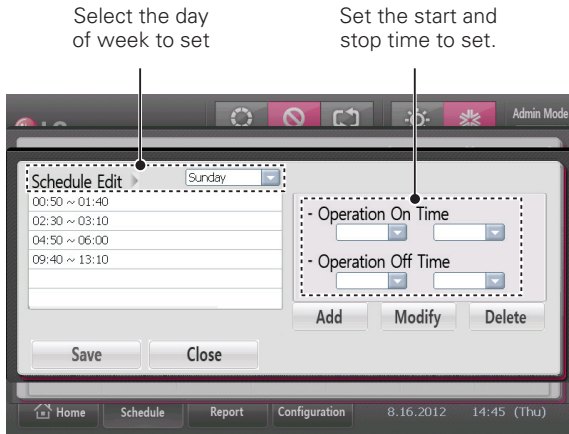 Select the day
of week to set
Set the start and
stop time to set.
Admin Mode
Schedule Edit
Sunday
00:50 ~ 01:40
02:30 ~ 03:10
04:50 ~ 06:00
09:40 ~ 13:10
- Operation On Time
- Operation Off Time
Add Modify Delete
Save Close
Home Schedule Report Configuration 8.16.2012 14:45 (Thu)